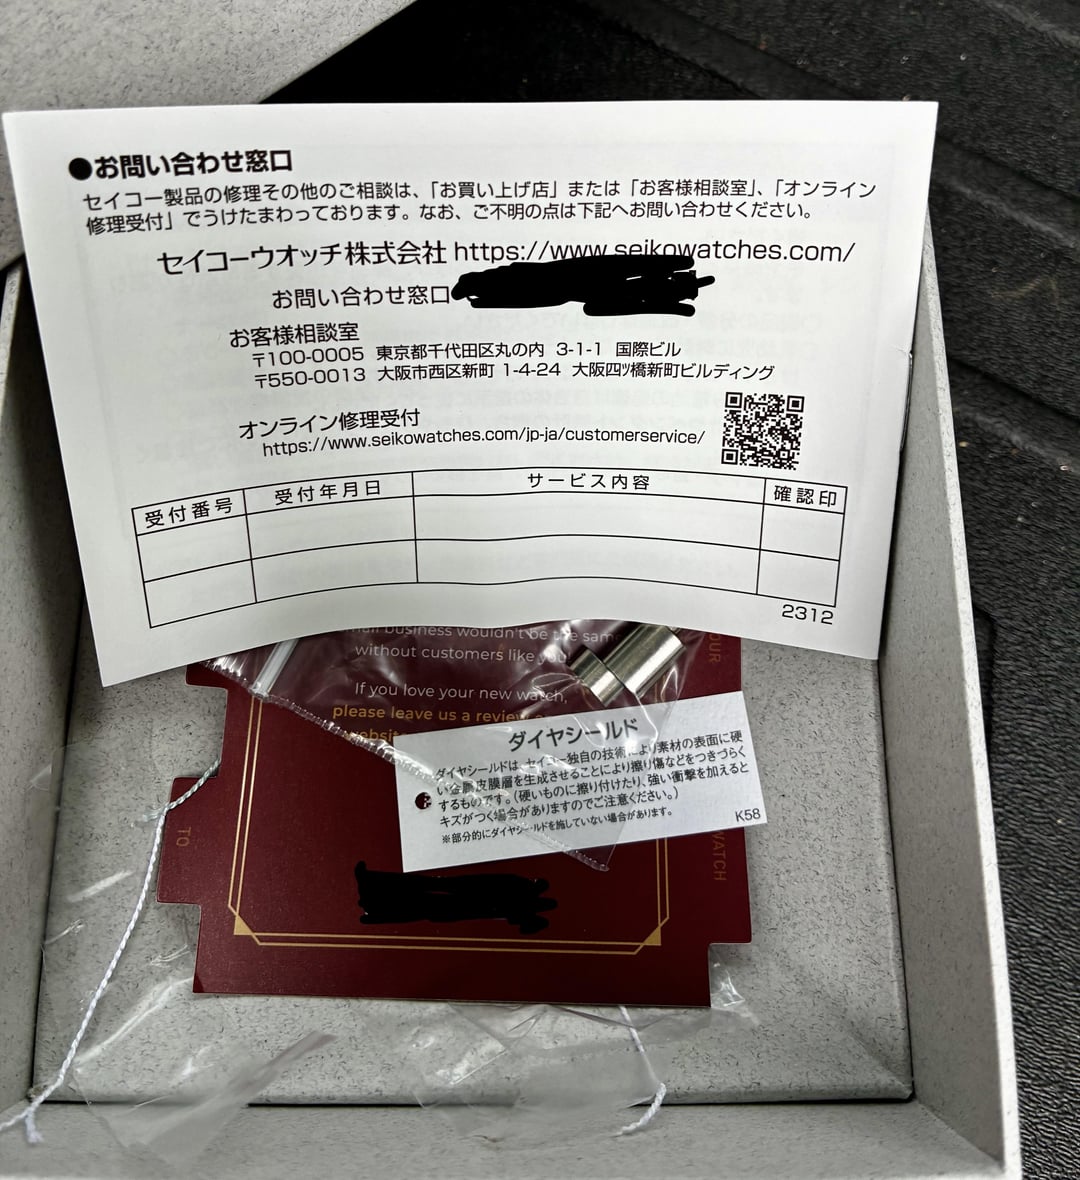 ●お問い合わせ窓口
セイコー製品の修理その他のご相談は、「お買い上げ店」または「お客様相談室」、「オンライン
修理受付」でうけたまわっております。なお、ご不明の点は下記へお問い合わせください。
セイコーウオッチ株式会社 https://www.seikowatches.com/
お問い合わせ窓口
お客様相談室
〒100-0005 東京都千代田区丸の内 3-1-1 国際ビル
〒550-0013 大阪市西区新町 1-4-24 大阪四ツ橋新町ビルディング
オンライン修理受付
https://www.seikowatches.com/jp-ja/customerservice/
受付番号 受付年月日 サービス内容 確認印
2312
business wouldn't be the same
without customers like you
If you love your new watch,
please leave us a review
website
OUR
WATCH
TO
ダイヤシールド
ダイヤシールドは、セイコー独自の技術により素材の表面に硬
い金属皮膜層を生成させることにより擦り傷などをつきづらく
するものです。(硬いものに擦り付けたり、強い衝撃を加えると
キズがつく場合がありますのでご注意ください。)
※部分的にダイヤシールドを施していない場合があります。
K58